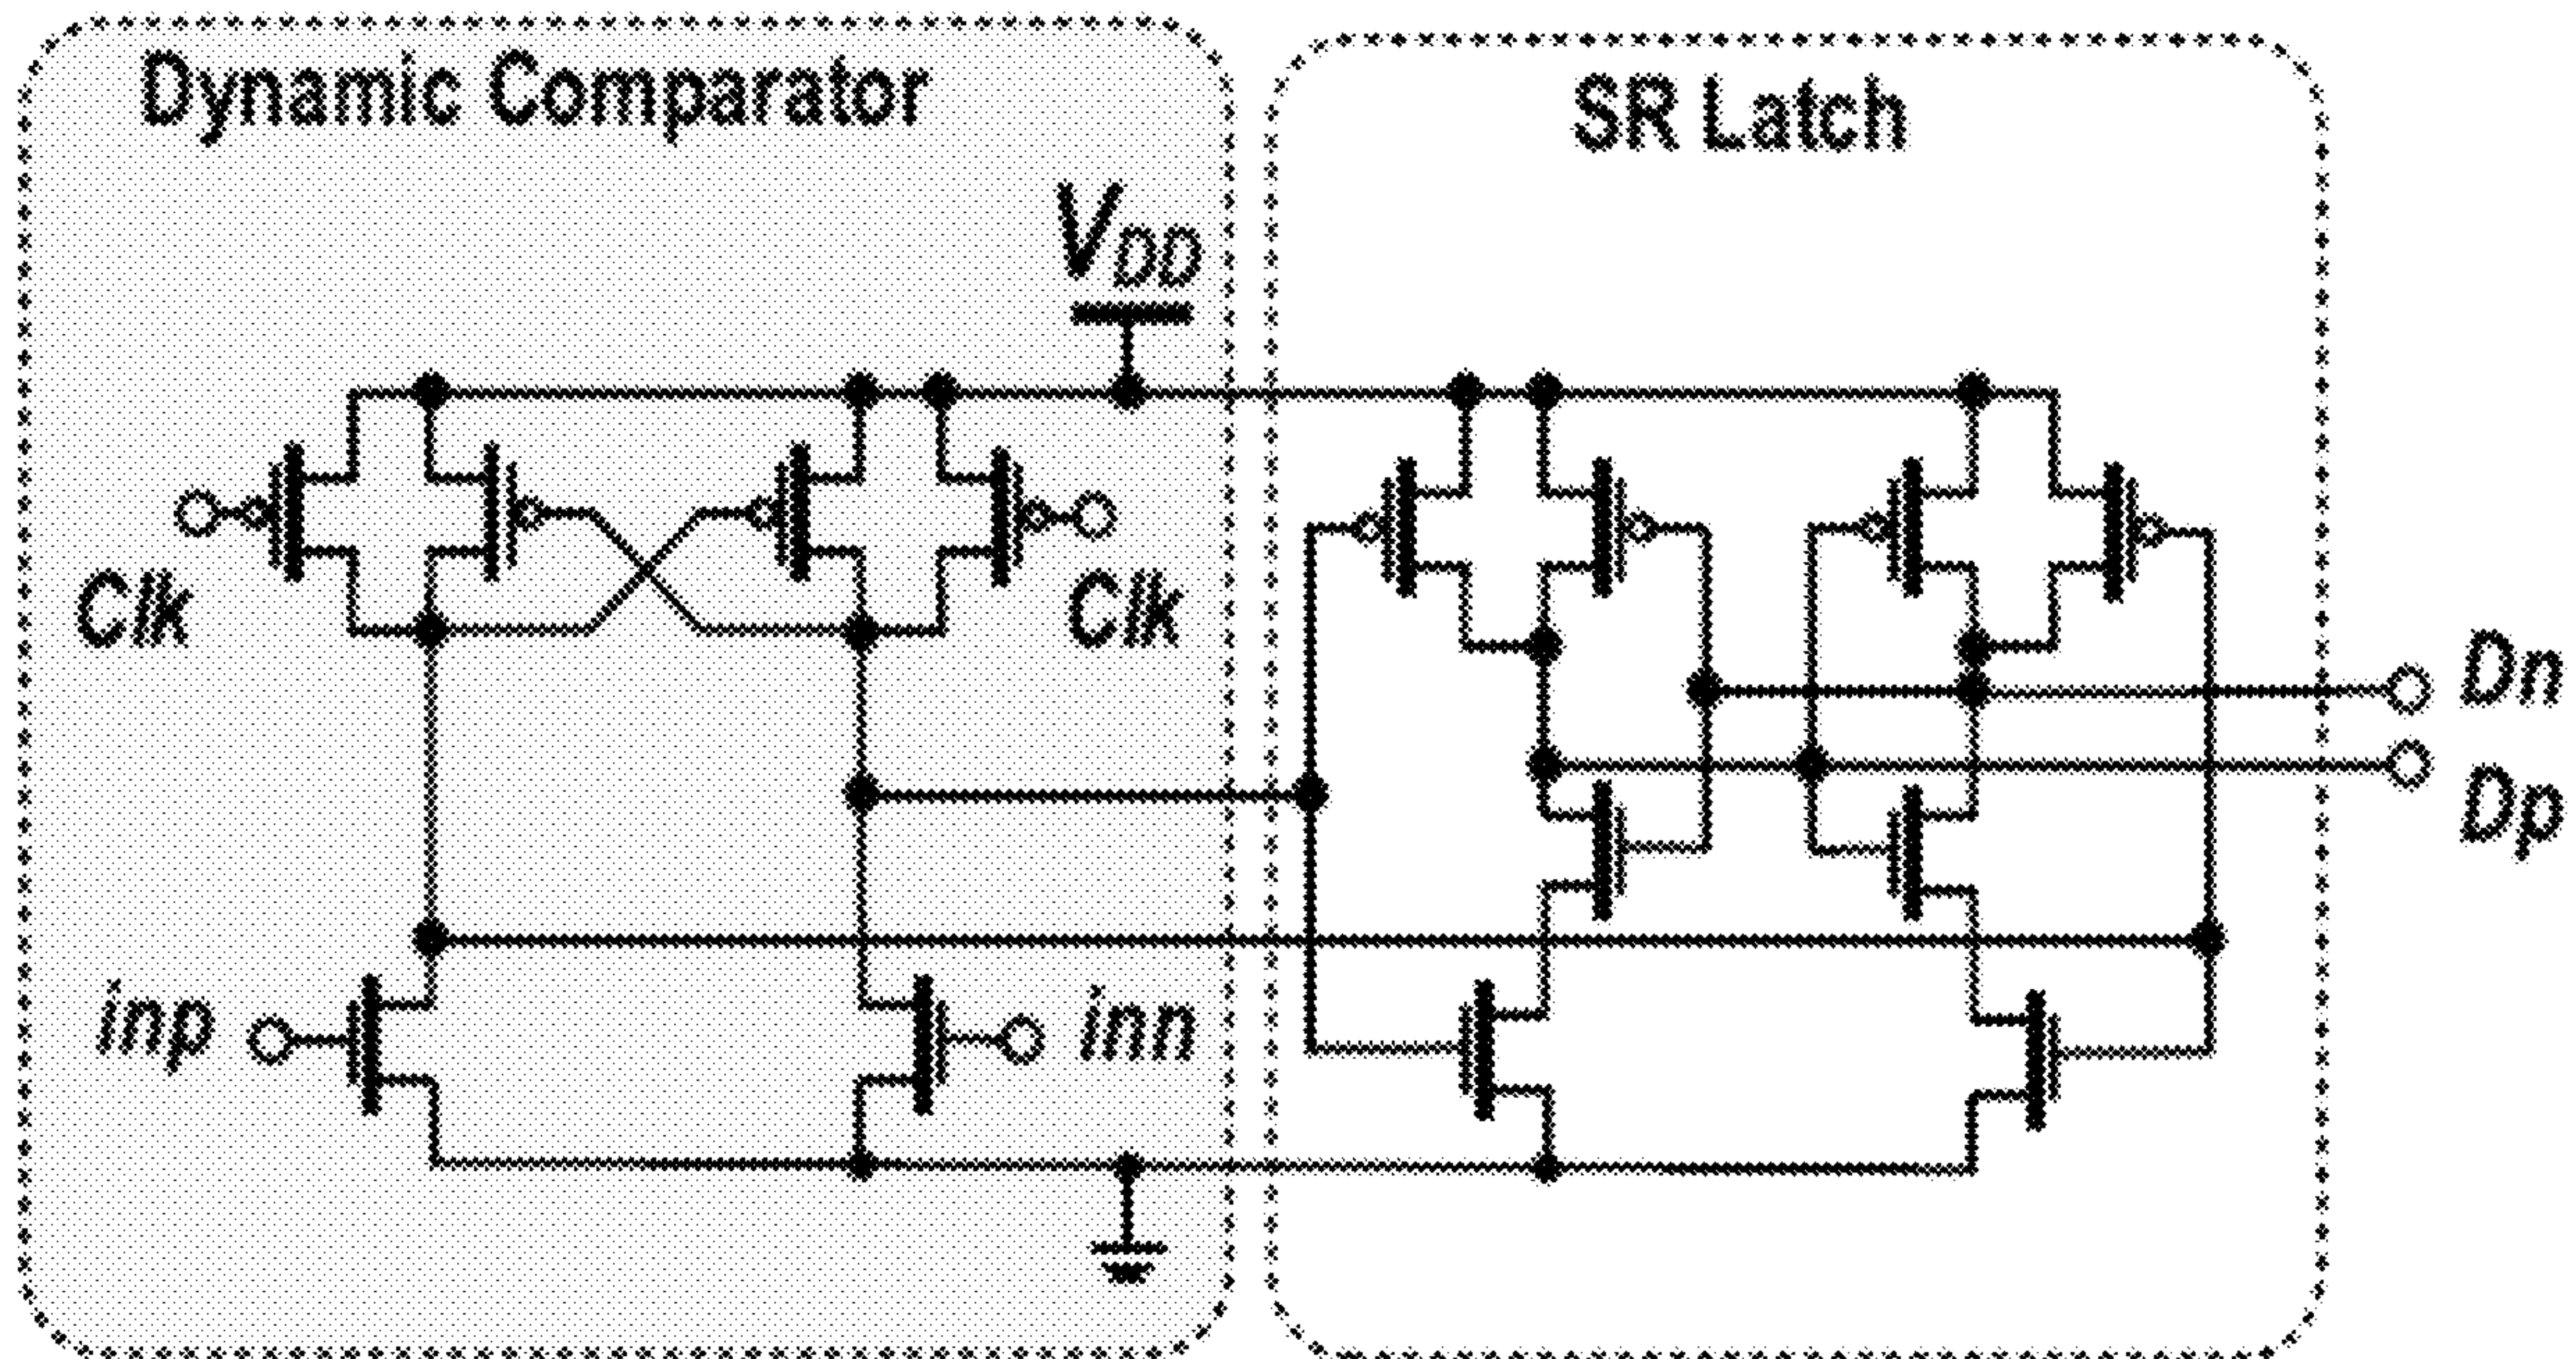 Dynamic Comparator
SR Latch
VDD
Clk
Clk
Dn
Dp
inp
inn